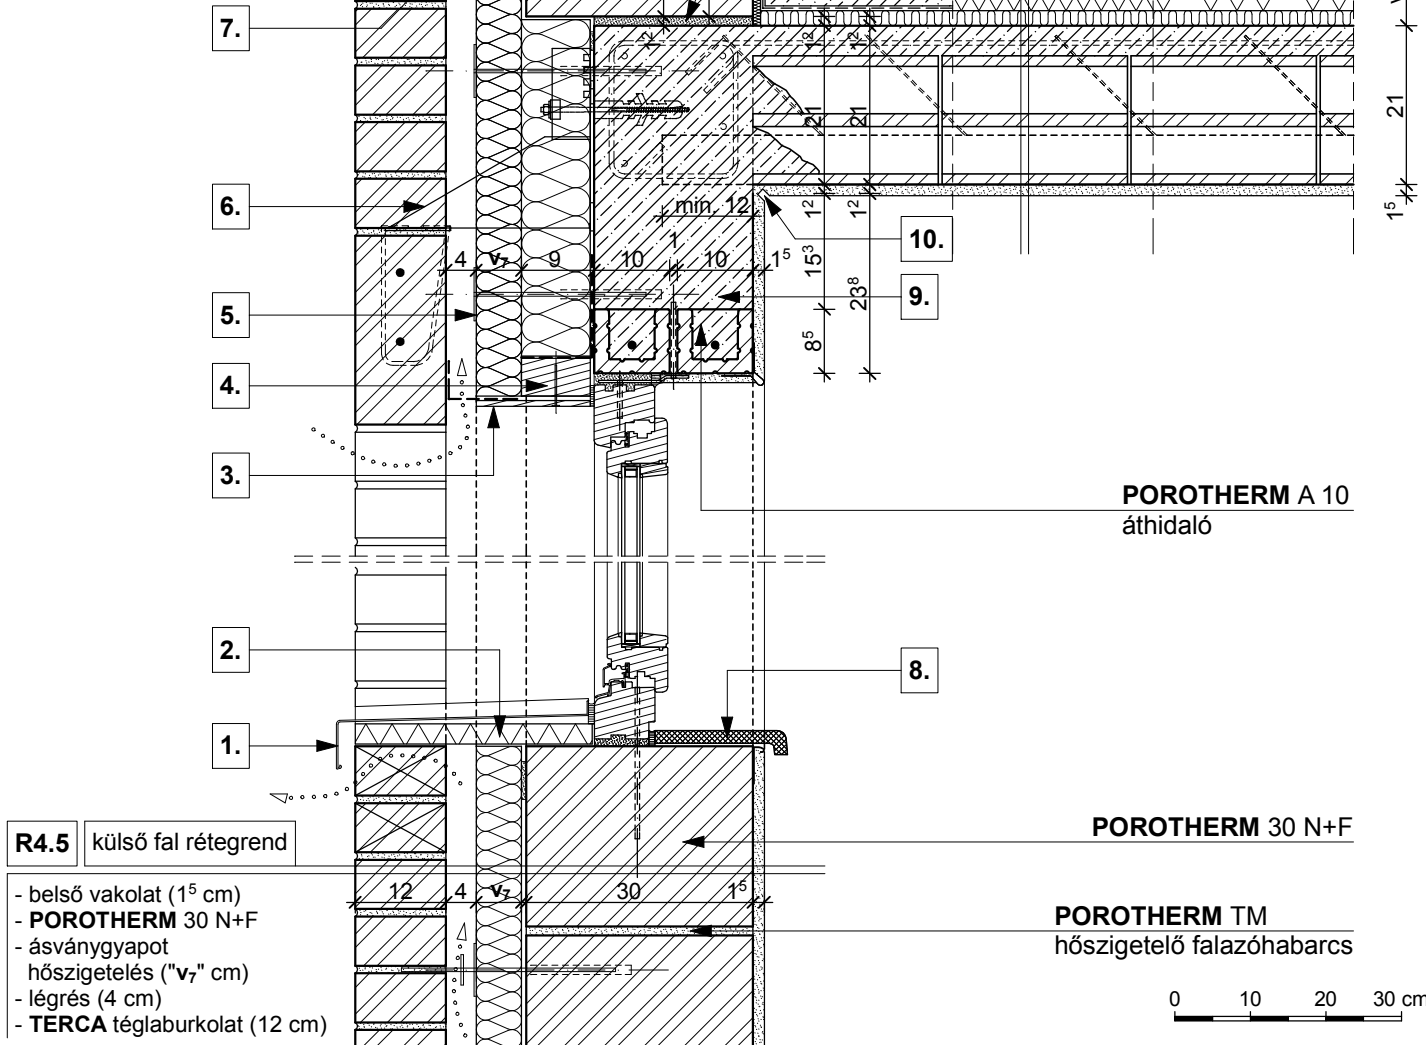 7.
1²
1²
1²
21
21
21
6.
min. 12
1²
1²
1⁵
10.
1
4
v₇
9
10
10
1⁵
15³
23⁸
9.
5.
8⁵
4.
3.
POROTHERM A 10
áthidaló
2.
8.
1.
POROTHERM 30 N+F
R4.5
külső fal rétegrend
- belső vakolat (1⁵ cm)
- POROTHERM 30 N+F
- ásványgyapot
hőszigetelés ("v₇" cm)
- légrés (4 cm)
- TERCA téglaburkolat (12 cm)
12
4
v₇
30
1⁵
POROTHERM TM
hőszigetelő falazóhabarcs
0 10 20 30 cm